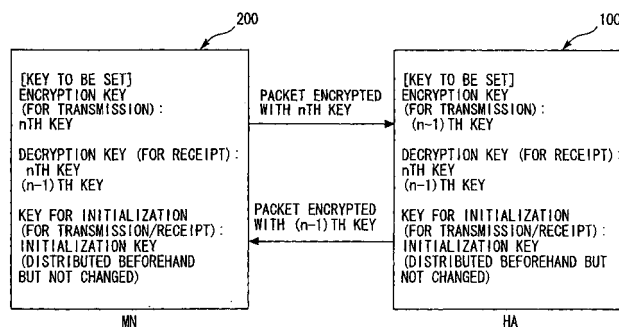 200
100
[KEY TO BE SET]
ENCRYPTION KEY
(FOR TRANSMISSION):
nTH KEY
DECRYPTION KEY (FOR RECEIPT):
nTH KEY
(n-1)TH KEY
KEY FOR INITIALIZATION
(FOR TRANSMISSION/RECEIPT):
INITIALIZATION KEY
(DISTRIBUTED BEFOREHAND
BUT NOT CHANGED)
MN
PACKET ENCRYPTED
WITH nTH KEY
PACKET ENCRYPTED
WITH (n-1)TH KEY
[KEY TO BE SET]
ENCRYPTION KEY
(FOR TRANSMISSION):
(n-1)TH KEY
DECRYPTION KEY (FOR RECEIPT):
nTH KEY
(n-1)TH KEY
KEY FOR INITIALIZATION
(FOR TRANSMISSION/RECEIPT):
INITIALIZATION KEY
(DISTRIBUTED BEFOREHAND BUT
NOT CHANGED)
HA